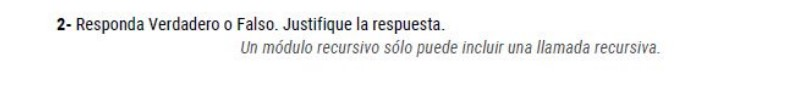 2- Responda Verdadero o Falso. Justifique la respuesta.
Un módulo recursivo sólo puede incluir una llamada recursiva.